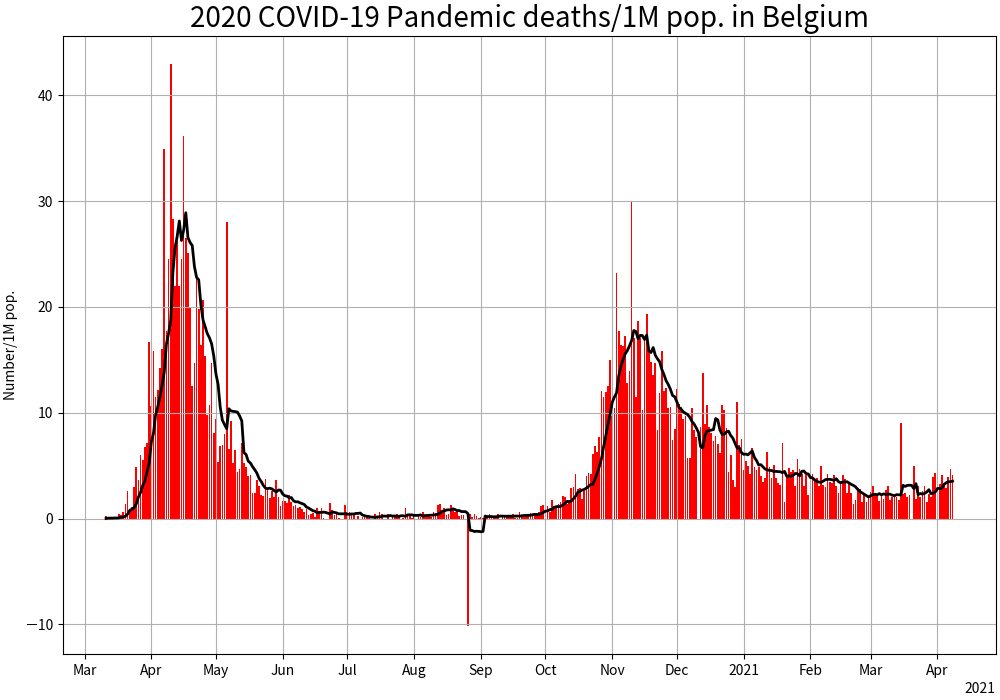 2020 COVID-19 Pandemic deaths/1M pop. in Belgium
Number/1M pop.
40
30
20
10
0
−10
Mar Apr May Jun Jul Aug Sep Oct Nov Dec 2021 Feb Mar Apr
2021